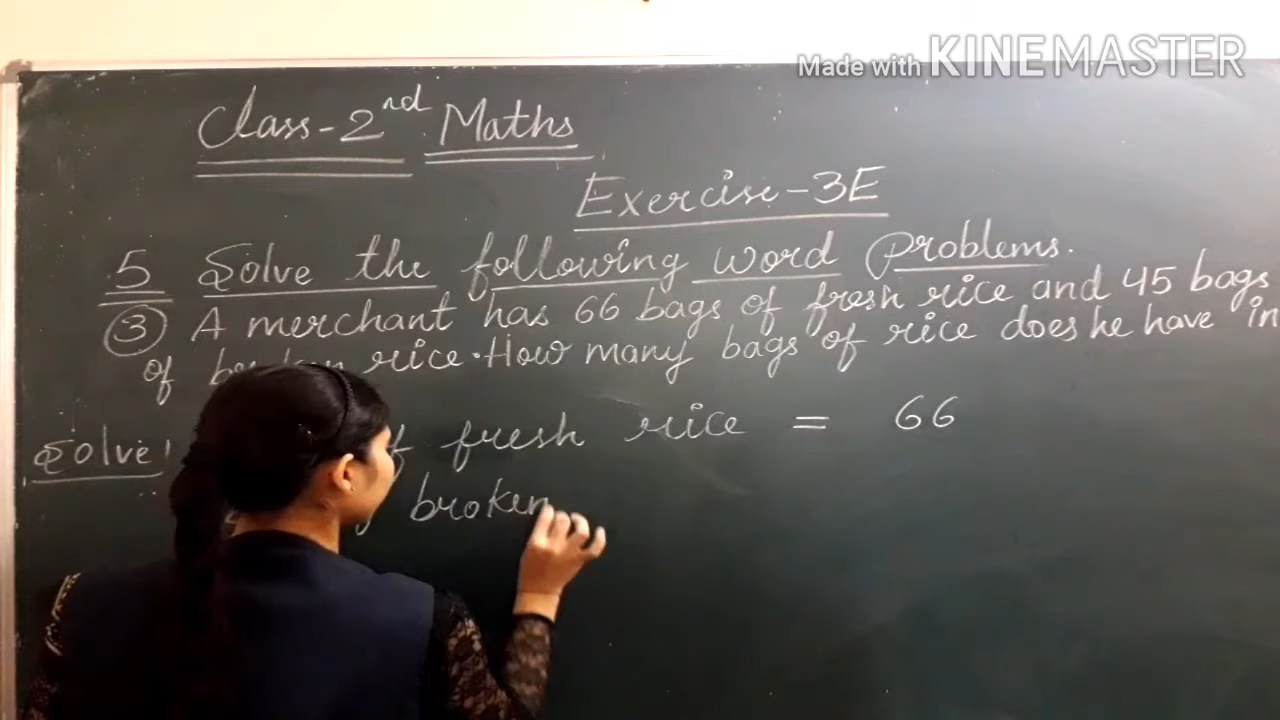 Made with KINEMASTER
Class-2nd Maths
Exercise-3E
5 Solve the following word Problems.
3 A merchant has 66 bags of fresh rice and 45 bags
of rice. How many bags of rice does he have in
Solve fresh rice = 66
broken